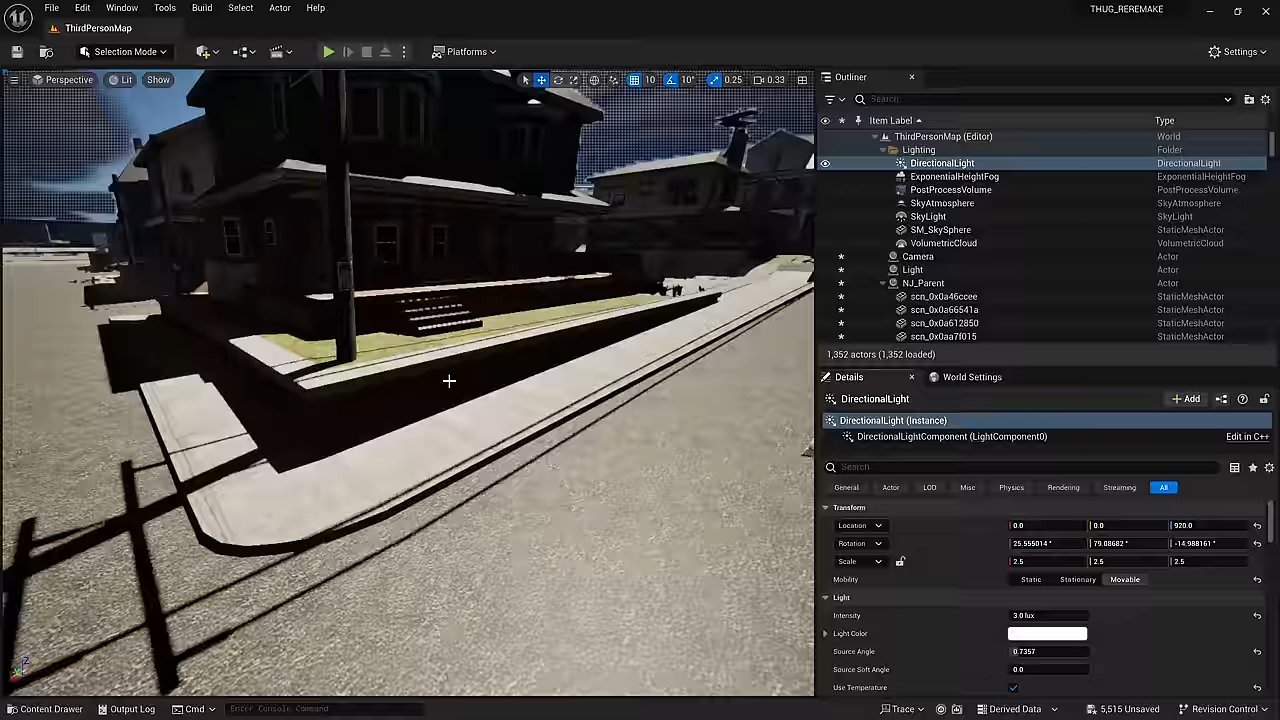 File Edit Window Tools Build Select Actor Help
THUG_REREMAKE
ThirdPersonMap
Selection Mode
Platforms
Settings
Perspective Lit Show
10 10° 0.25 0.33
Outliner
Search...
Item Label Type
ThirdPersonMap (Editor) World
Lighting Folder
DirectionalLight DirectionalLight
ExponentialHeightFog ExponentialHeightFog
PostProcessVolume PostProcessVolume
SkyAtmosphere SkyAtmosphere
SkyLight SkyLight
SM_SkySphere StaticMeshActor
VolumetricCloud VolumetricCloud
Camera Actor
Light Actor
NJ_Parent Actor
scn_0x0a46ccee StaticMeshActor
scn_0x0a66541a StaticMeshActor
scn_0x0a612850 StaticMeshActor
scn_0x0aa7f015 StaticMeshActor
1,352 actors (1,352 loaded)
Details World Settings
DirectionalLight
Add
DirectionalLight (Instance)
DirectionalLightComponent (LightComponent0) Edit in C++
Search
General Actor LOD Misc Physics Rendering Streaming All
Transform
Location 0.0 0.0 920.0
Rotation 25.555014° 79.08682° -14.988161°
Scale 2.5 2.5 2.5
Mobility Static Stationary Movable
Light
Intensity 3.0 lux
Light Color
Source Angle 0.7357
Source Soft Angle 0.0
Use Temperature
Z
Content Drawer Output Log Cmd Enter Console Command
Trace Derived Data 5,515 Unsaved Revision Control